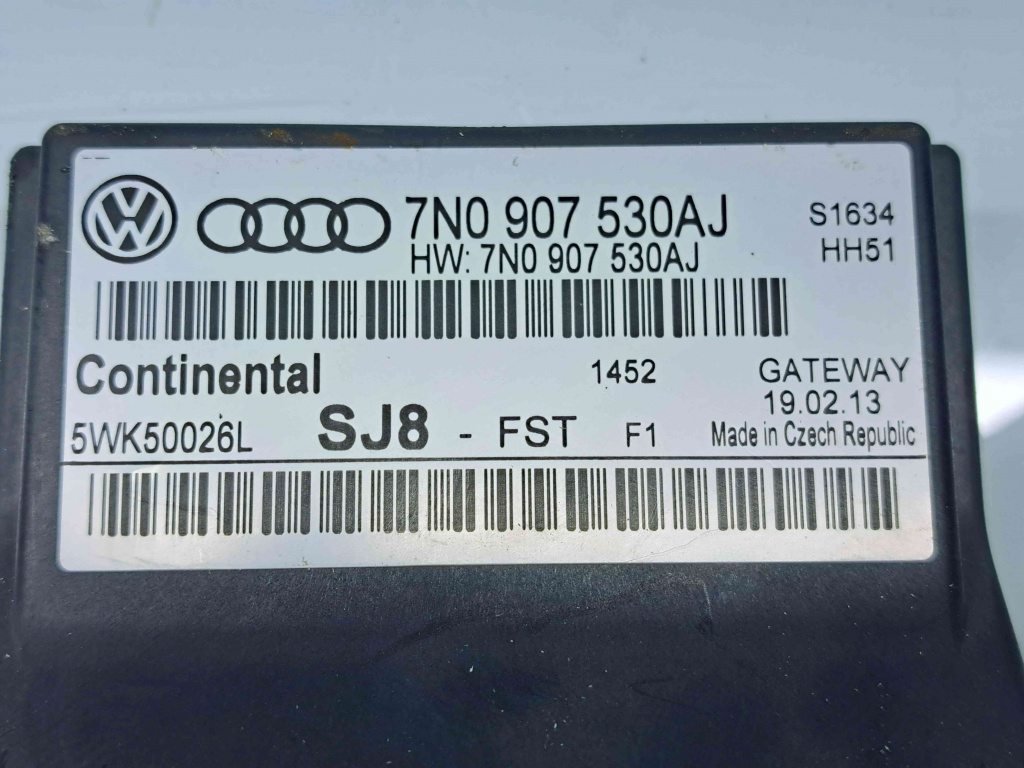 7N0 907 530AJ S1634
HW: 7N0 907 530AJ HH51
Continental 1452 GATEWAY
19.02.13
5WK50026L SJ8 - FST F1 Made in Czech Republic